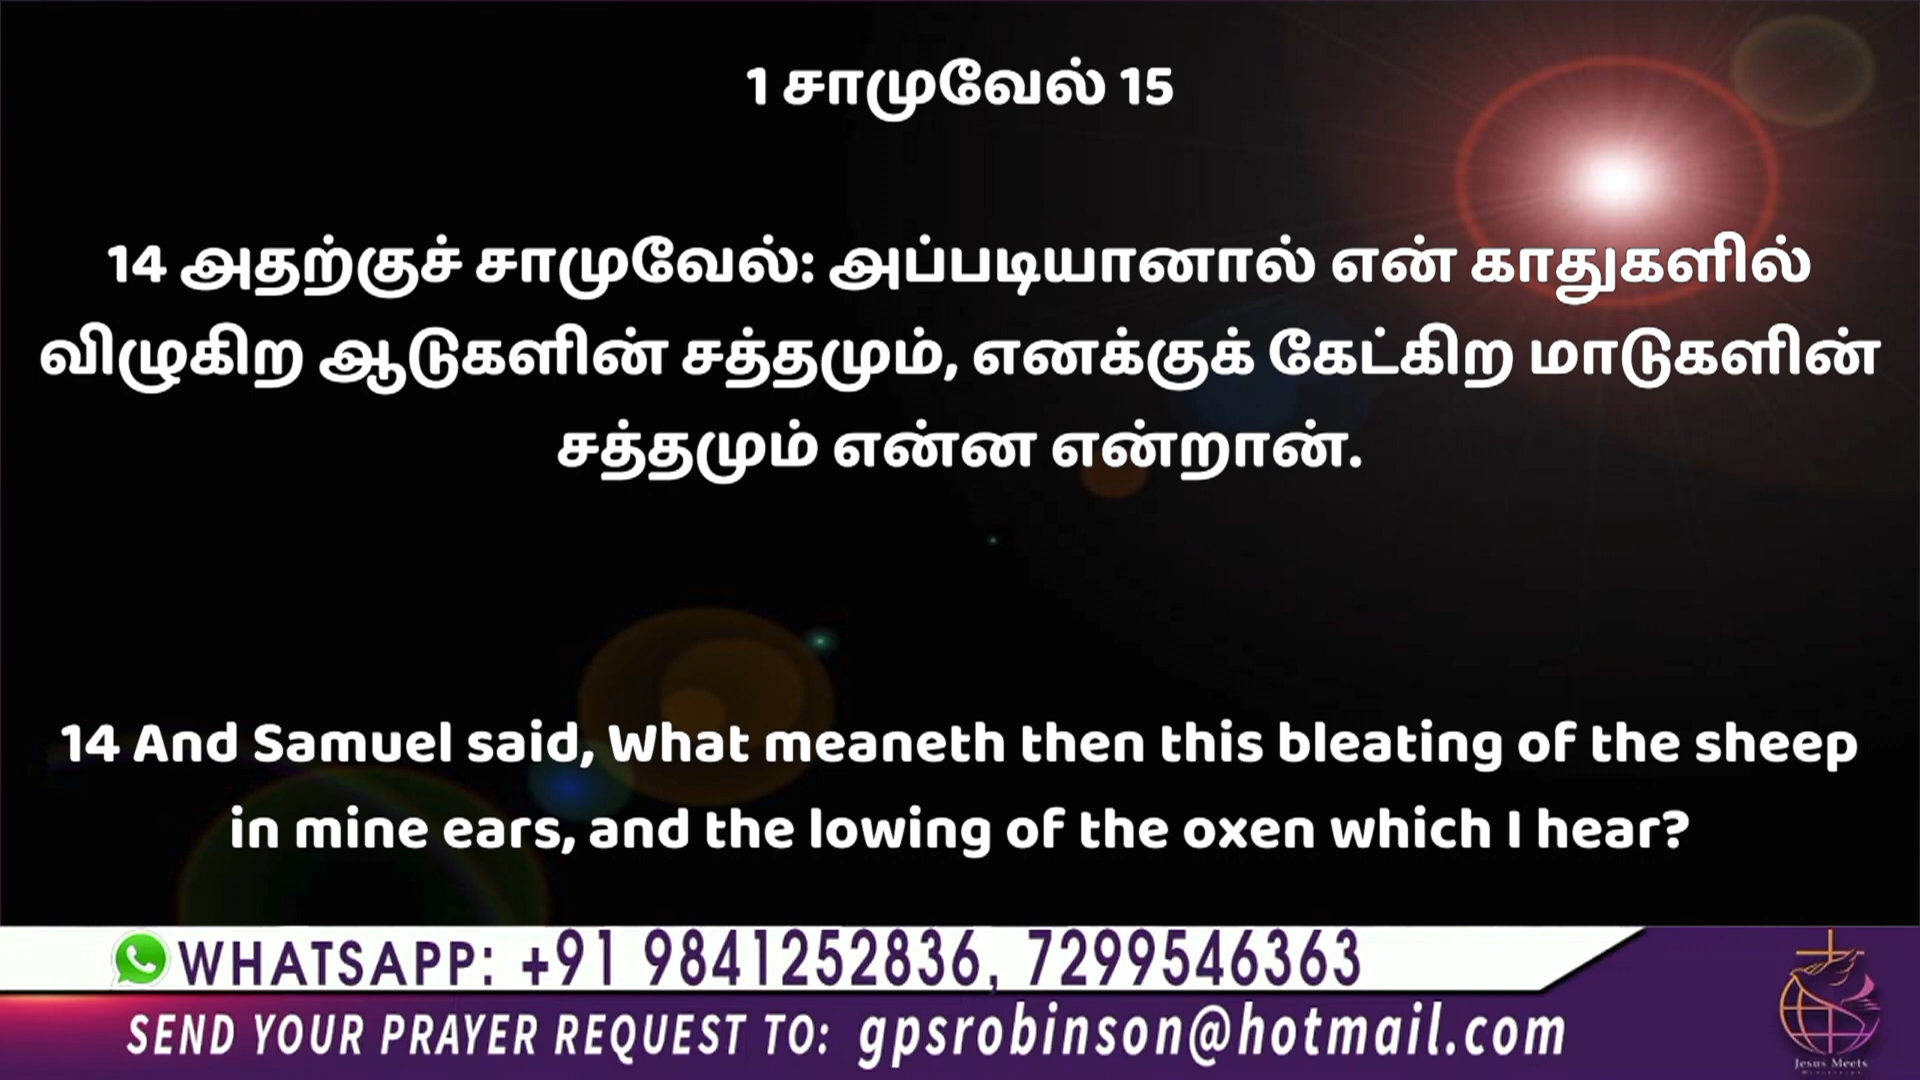 1 சாமுவேல் 15
14 அதற்குச் சாமுவேல்: அப்படியானால் என் காதுகளில்
விழுகிற ஆடுகளின் சத்தமும், எனக்குக் கேட்கிற மாடுகளின்
சத்தமும் என்ன என்றான்.
14 And Samuel said, What meaneth then this bleating of the sheep
in mine ears, and the lowing of the oxen which I hear?
WHATSAPP: +91 9841252836, 7299546363
SEND YOUR PRAYER REQUEST TO: gpsrobinson@hotmail.com
Jesus Meets